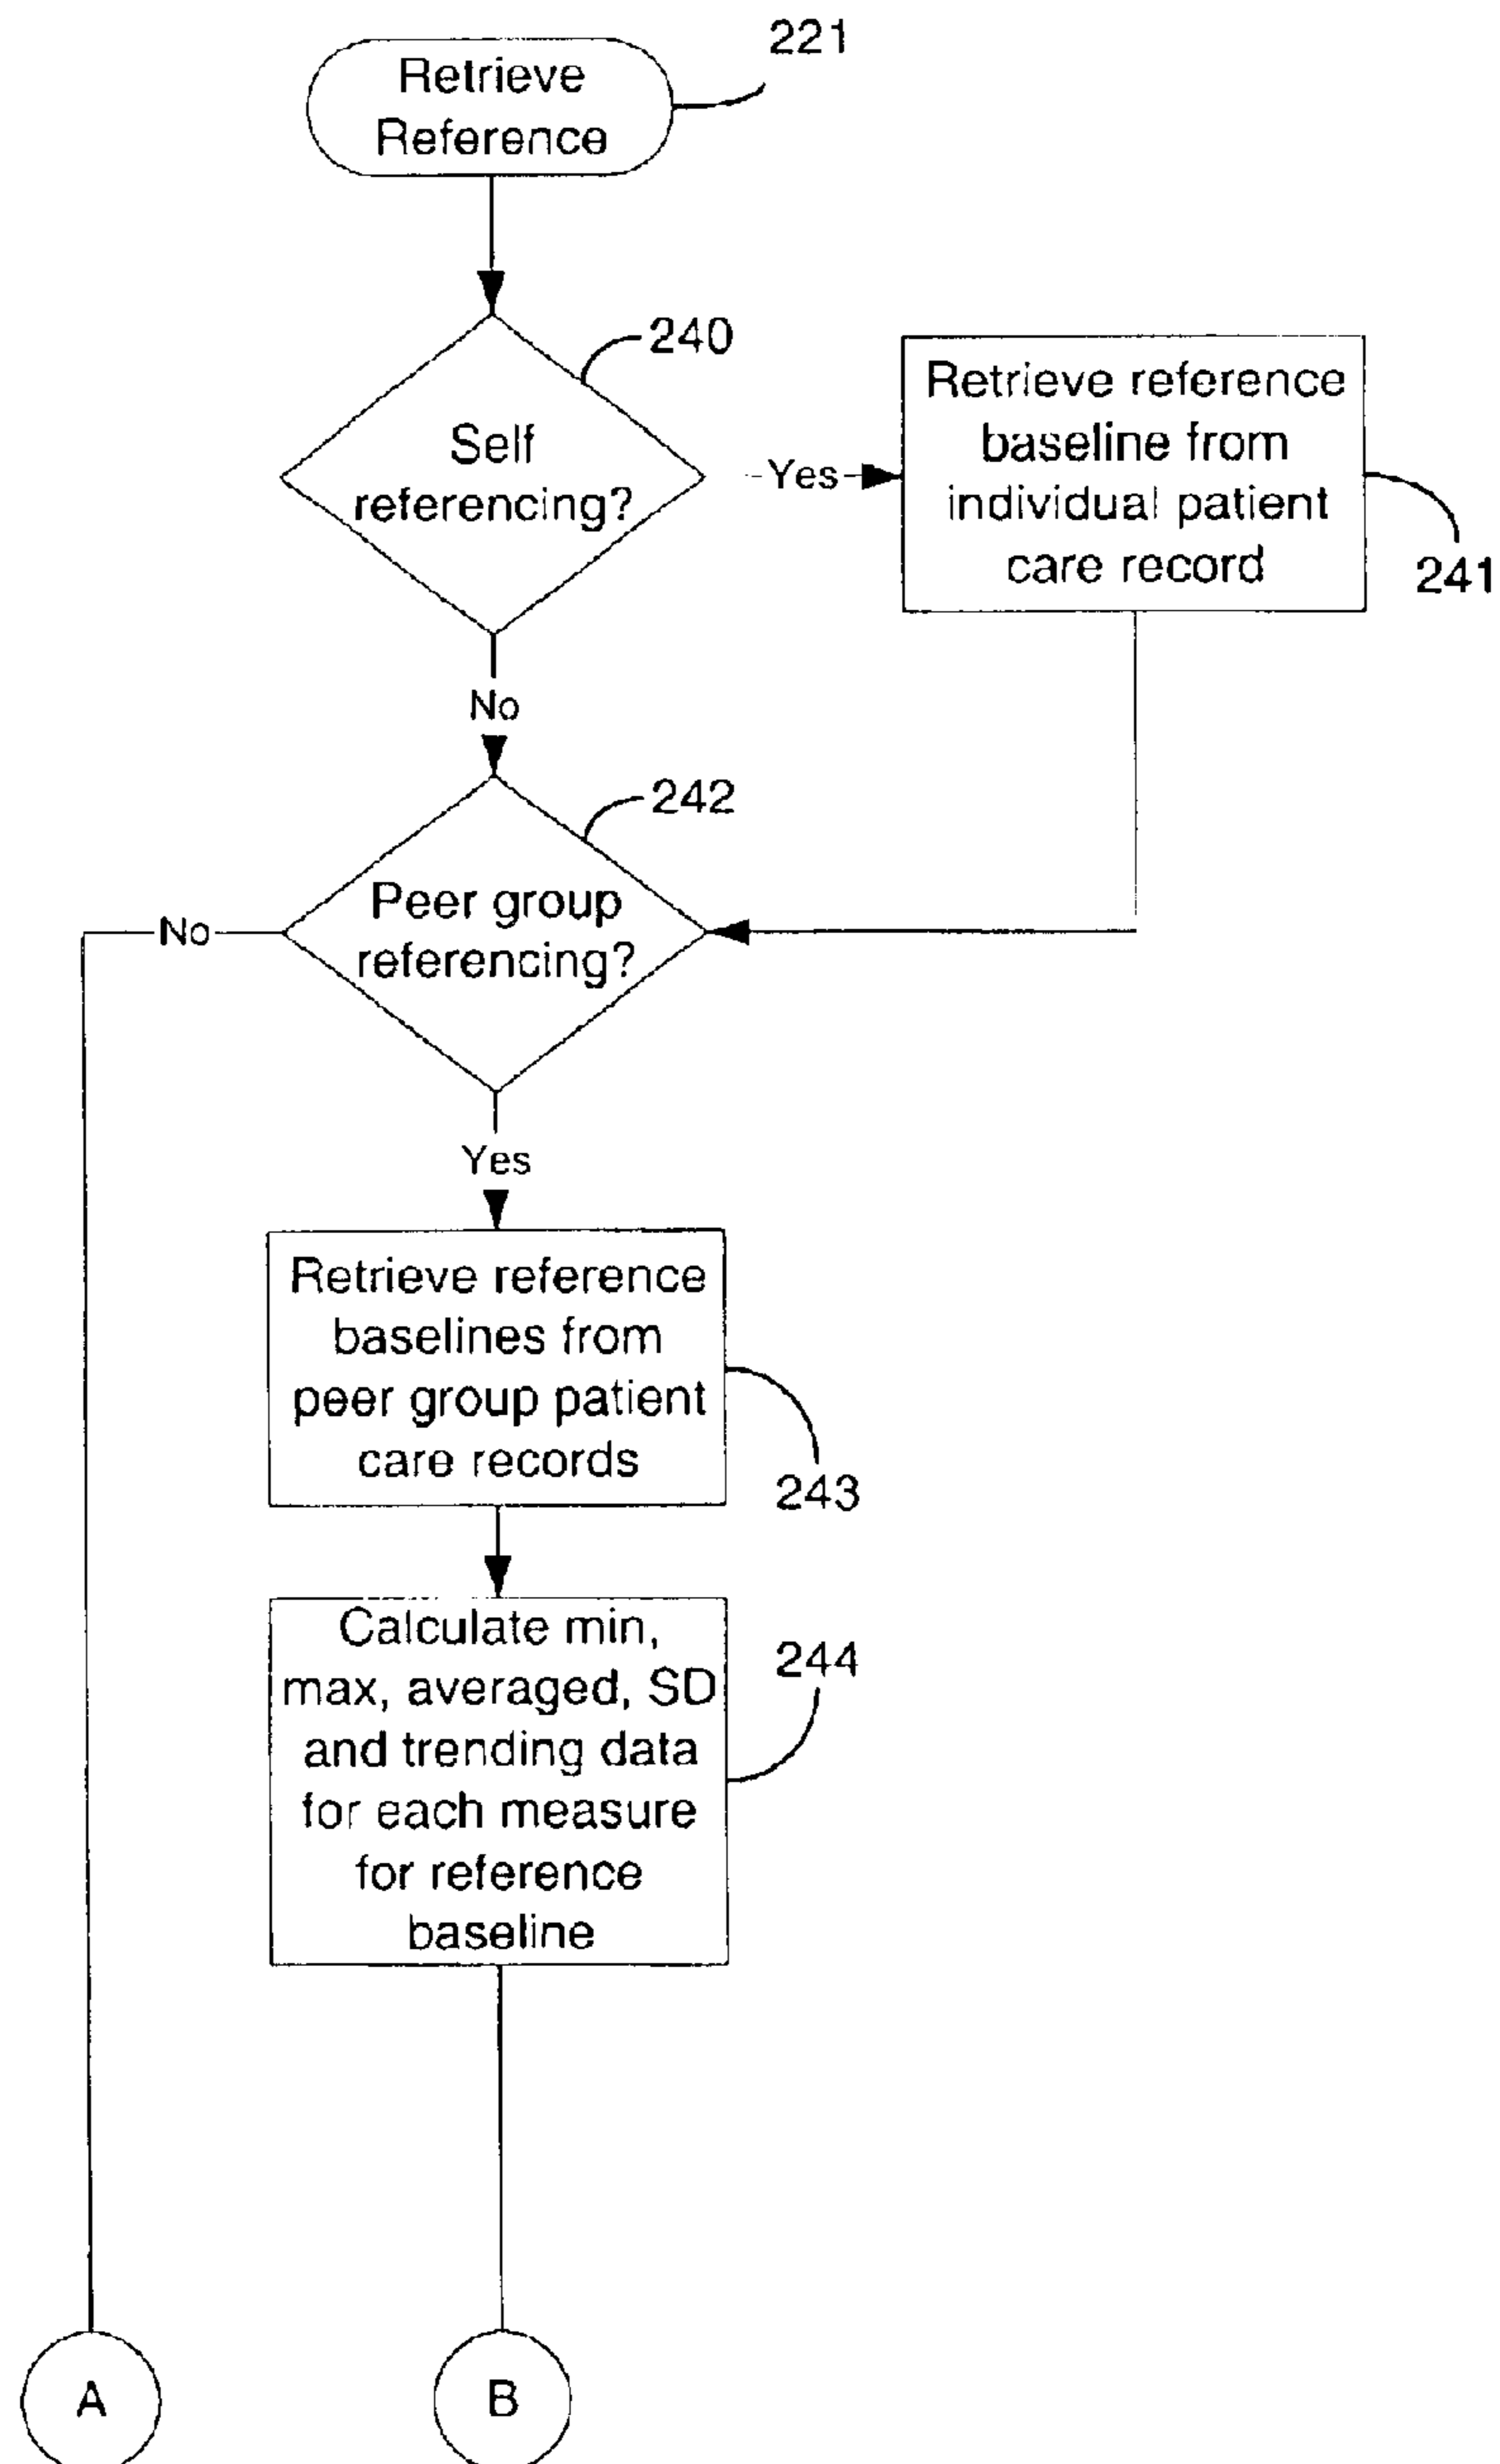 221
Retrieve
Reference
240
Self
referencing?
Yes
Retrieve reference
baseline from
individual patient
care record
241
No
242
Peer group
referencing?
No
Yes
Retrieve reference
baselines from
peer group patient
care records
243
Calculate min,
max, averaged, SD
and trending data
for each measure
for reference
baseline
244
A
B